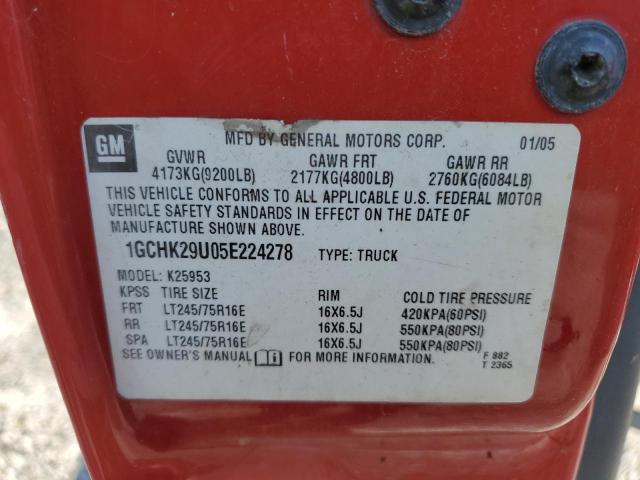 GM
MFD BY GENERAL MOTORS CORP. 01/05
GVWR GAWR FRT GAWR RR
4173KG(9200LB) 2177KG(4800LB) 2760KG(6084LB)
THIS VEHICLE CONFORMS TO ALL APPLICABLE U.S. FEDERAL MOTOR
VEHICLE SAFETY STANDARDS IN EFFECT ON THE DATE OF
MANUFACTURE SHOWN ABOVE.
1GCHK29U05E224278 TYPE: TRUCK
MODEL: K25953
KPSS TIRE SIZE RIM COLD TIRE PRESSURE
FRT LT245/75R16E 16X6.5J 420KPA(60PSI)
RR LT245/75R16E 16X6.5J 550KPA(80PSI)
SPA LT245/75R16E 16X6.5J 550KPA(80PSI)
SEE OWNER'S MANUAL FOR MORE INFORMATION.
F 882
T 2365